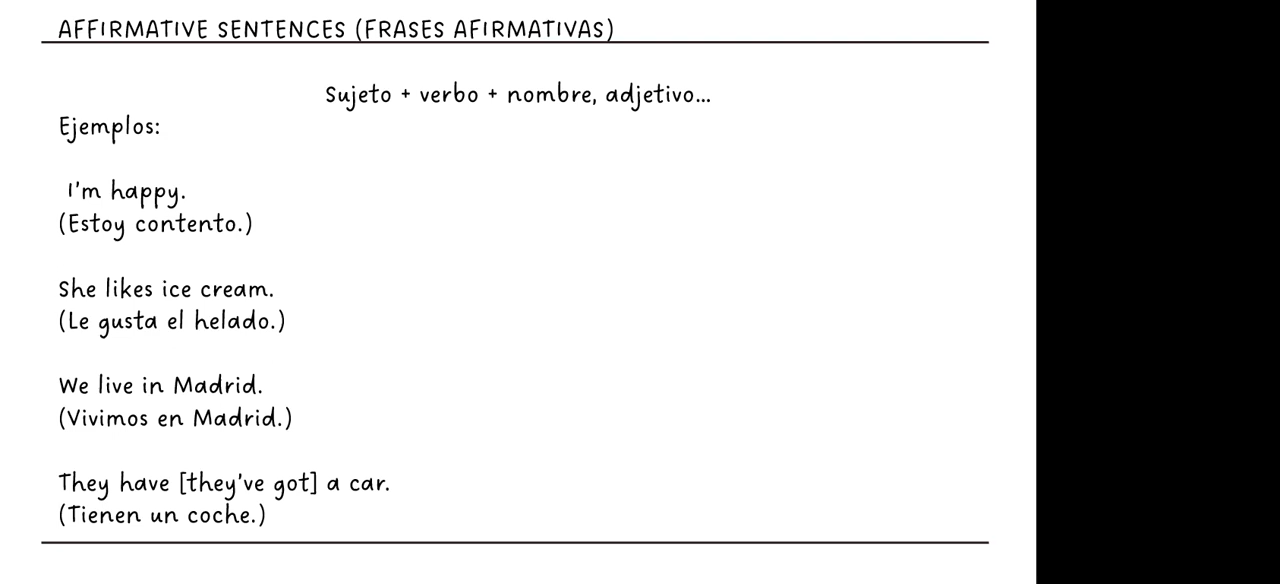 AFFIRMATIVE SENTENCES (FRASES AFIRMATIVAS)
Sujeto + verbo + nombre, adjetivo...
Ejemplos:
I'm happy.
(Estoy contento.)
She likes ice cream.
(Le gusta el helado.)
We live in Madrid.
(Vivimos en Madrid.)
They have [they've got] a car.
(Tienen un coche.)